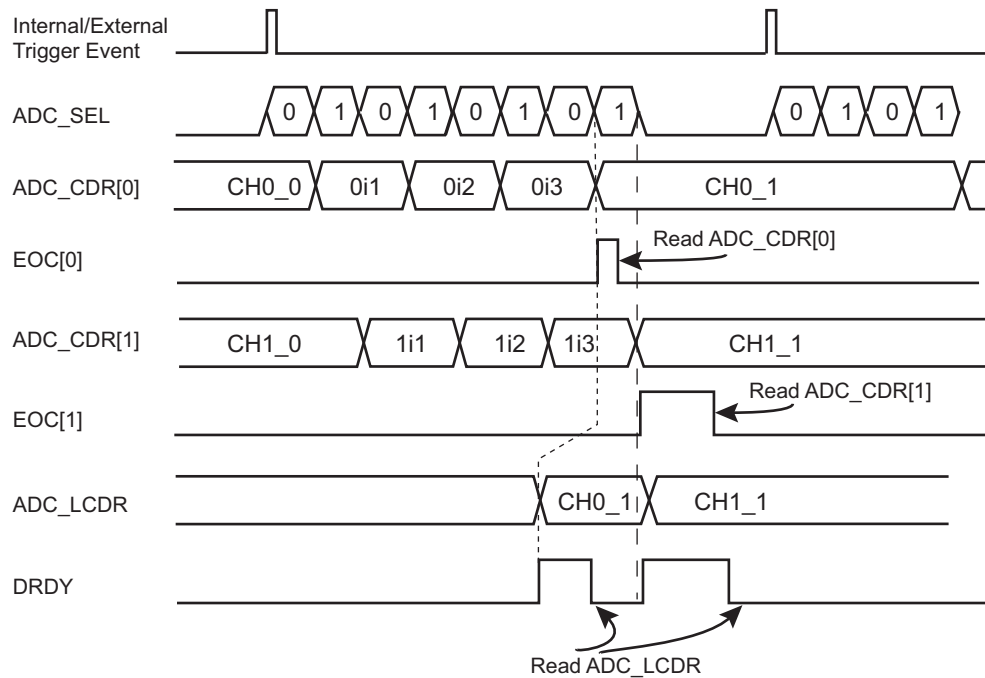 Internal/External
Trigger Event
ADC_SEL
0 1 0 1 0 1 0 1 0 1 0 1
ADC_CDR[0]
CH0_0 0i1 0i2 0i3 CH0_1
EOC[0]
Read ADC_CDR[0]
ADC_CDR[1]
CH1_0 1i1 1i2 1i3 CH1_1
EOC[1]
Read ADC_CDR[1]
ADC_LCDR
CH0_1 CH1_1
DRDY
Read ADC_LCDR